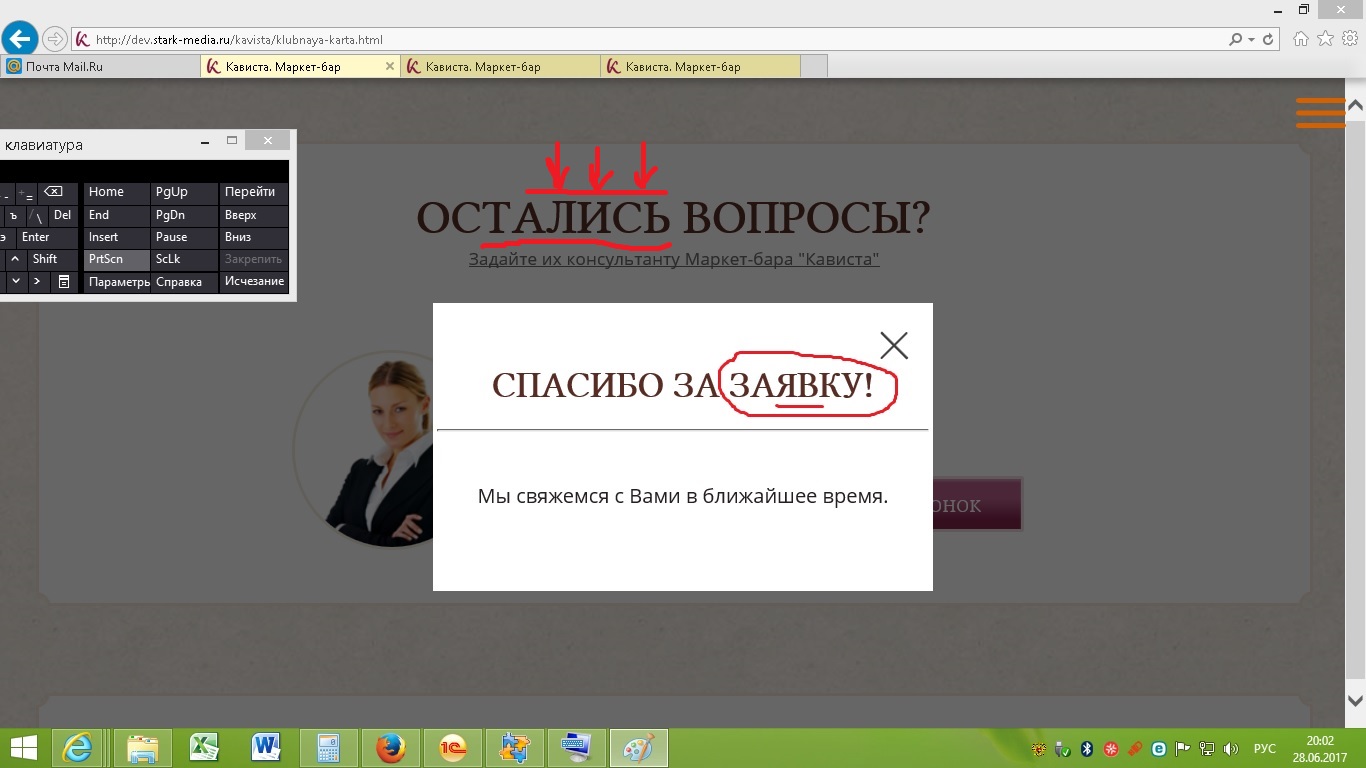 http://dev.stark-media.ru/kavista/klubnaya-karta.html
Почта Mail.Ru
Кависта. Маркет-бар
Кависта. Маркет-бар
Кависта. Маркет-бар
клавиатура
Home PgUp Перейти
ъ / \ Del End PgDn Вверх
э Enter Insert Pause Вниз
Shift PrtScn ScLk Закрепить
Параметры Справка Исчезание
ОСТАЛИСЬ ВОПРОСЫ?
Задайте их консультанту Маркет-бара "Кависта"
СПАСИБО ЗА ЗАЯВКУ!
Мы свяжемся с Вами в ближайшее время.
ОНОК
1С
РУС
20:02
28.06.2017